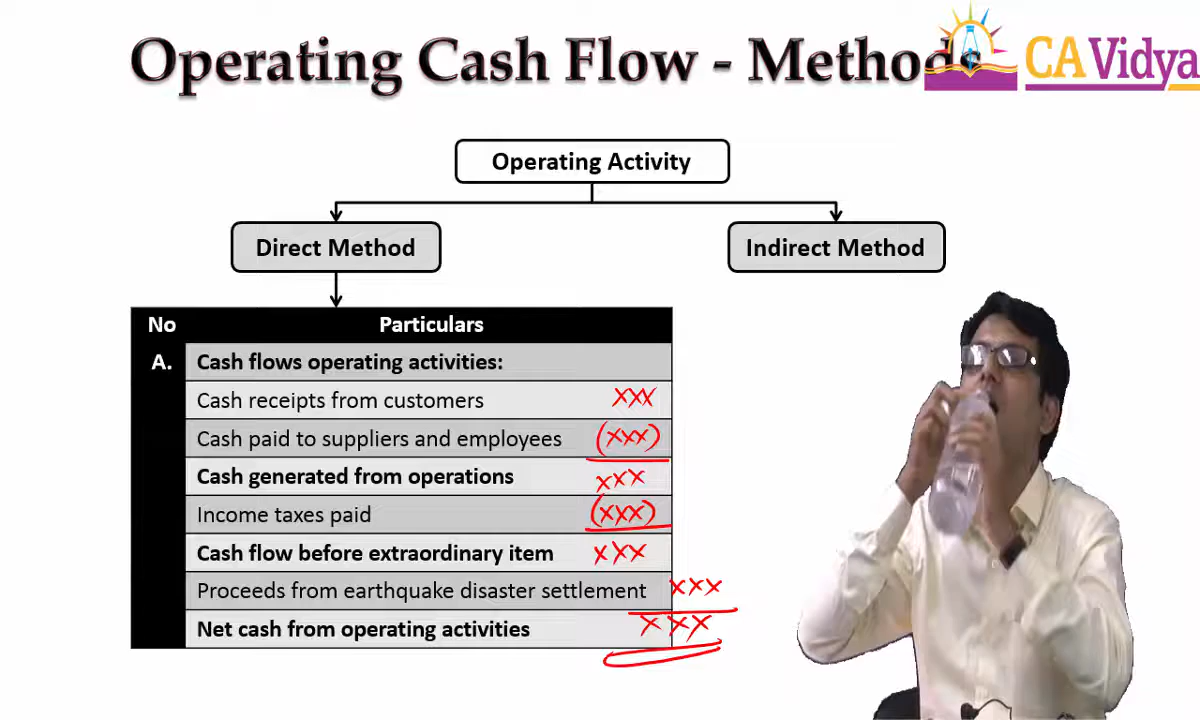 Operating Cash Flow - Methods
CA Vidya
Operating Activity
Direct Method
Indirect Method
No Particulars
A. Cash flows operating activities:
Cash receipts from customers XXX
Cash paid to suppliers and employees (XXX)
Cash generated from operations XXX
Income taxes paid (XXX)
Cash flow before extraordinary item XXX
Proceeds from earthquake disaster settlement XXX
Net cash from operating activities XXX